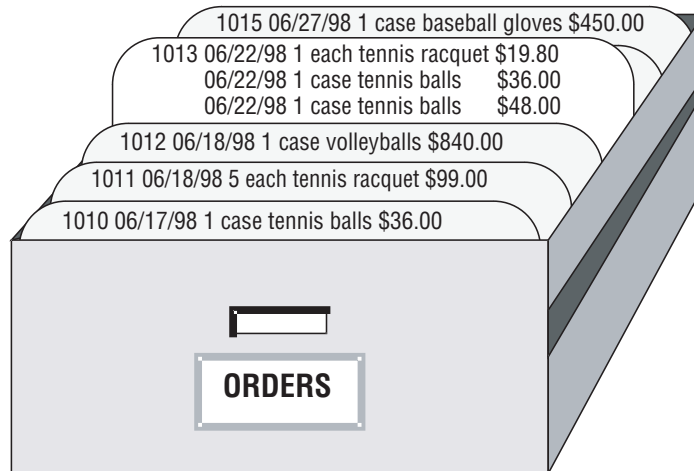 1015 06/27/98 1 case baseball gloves $450.00
1013 06/22/98 1 each tennis racquet $19.80
06/22/98 1 case tennis balls $36.00
06/22/98 1 case tennis balls $48.00
1012 06/18/98 1 case volleyballs $840.00
1011 06/18/98 5 each tennis racquet $99.00
1010 06/17/98 1 case tennis balls $36.00
ORDERS